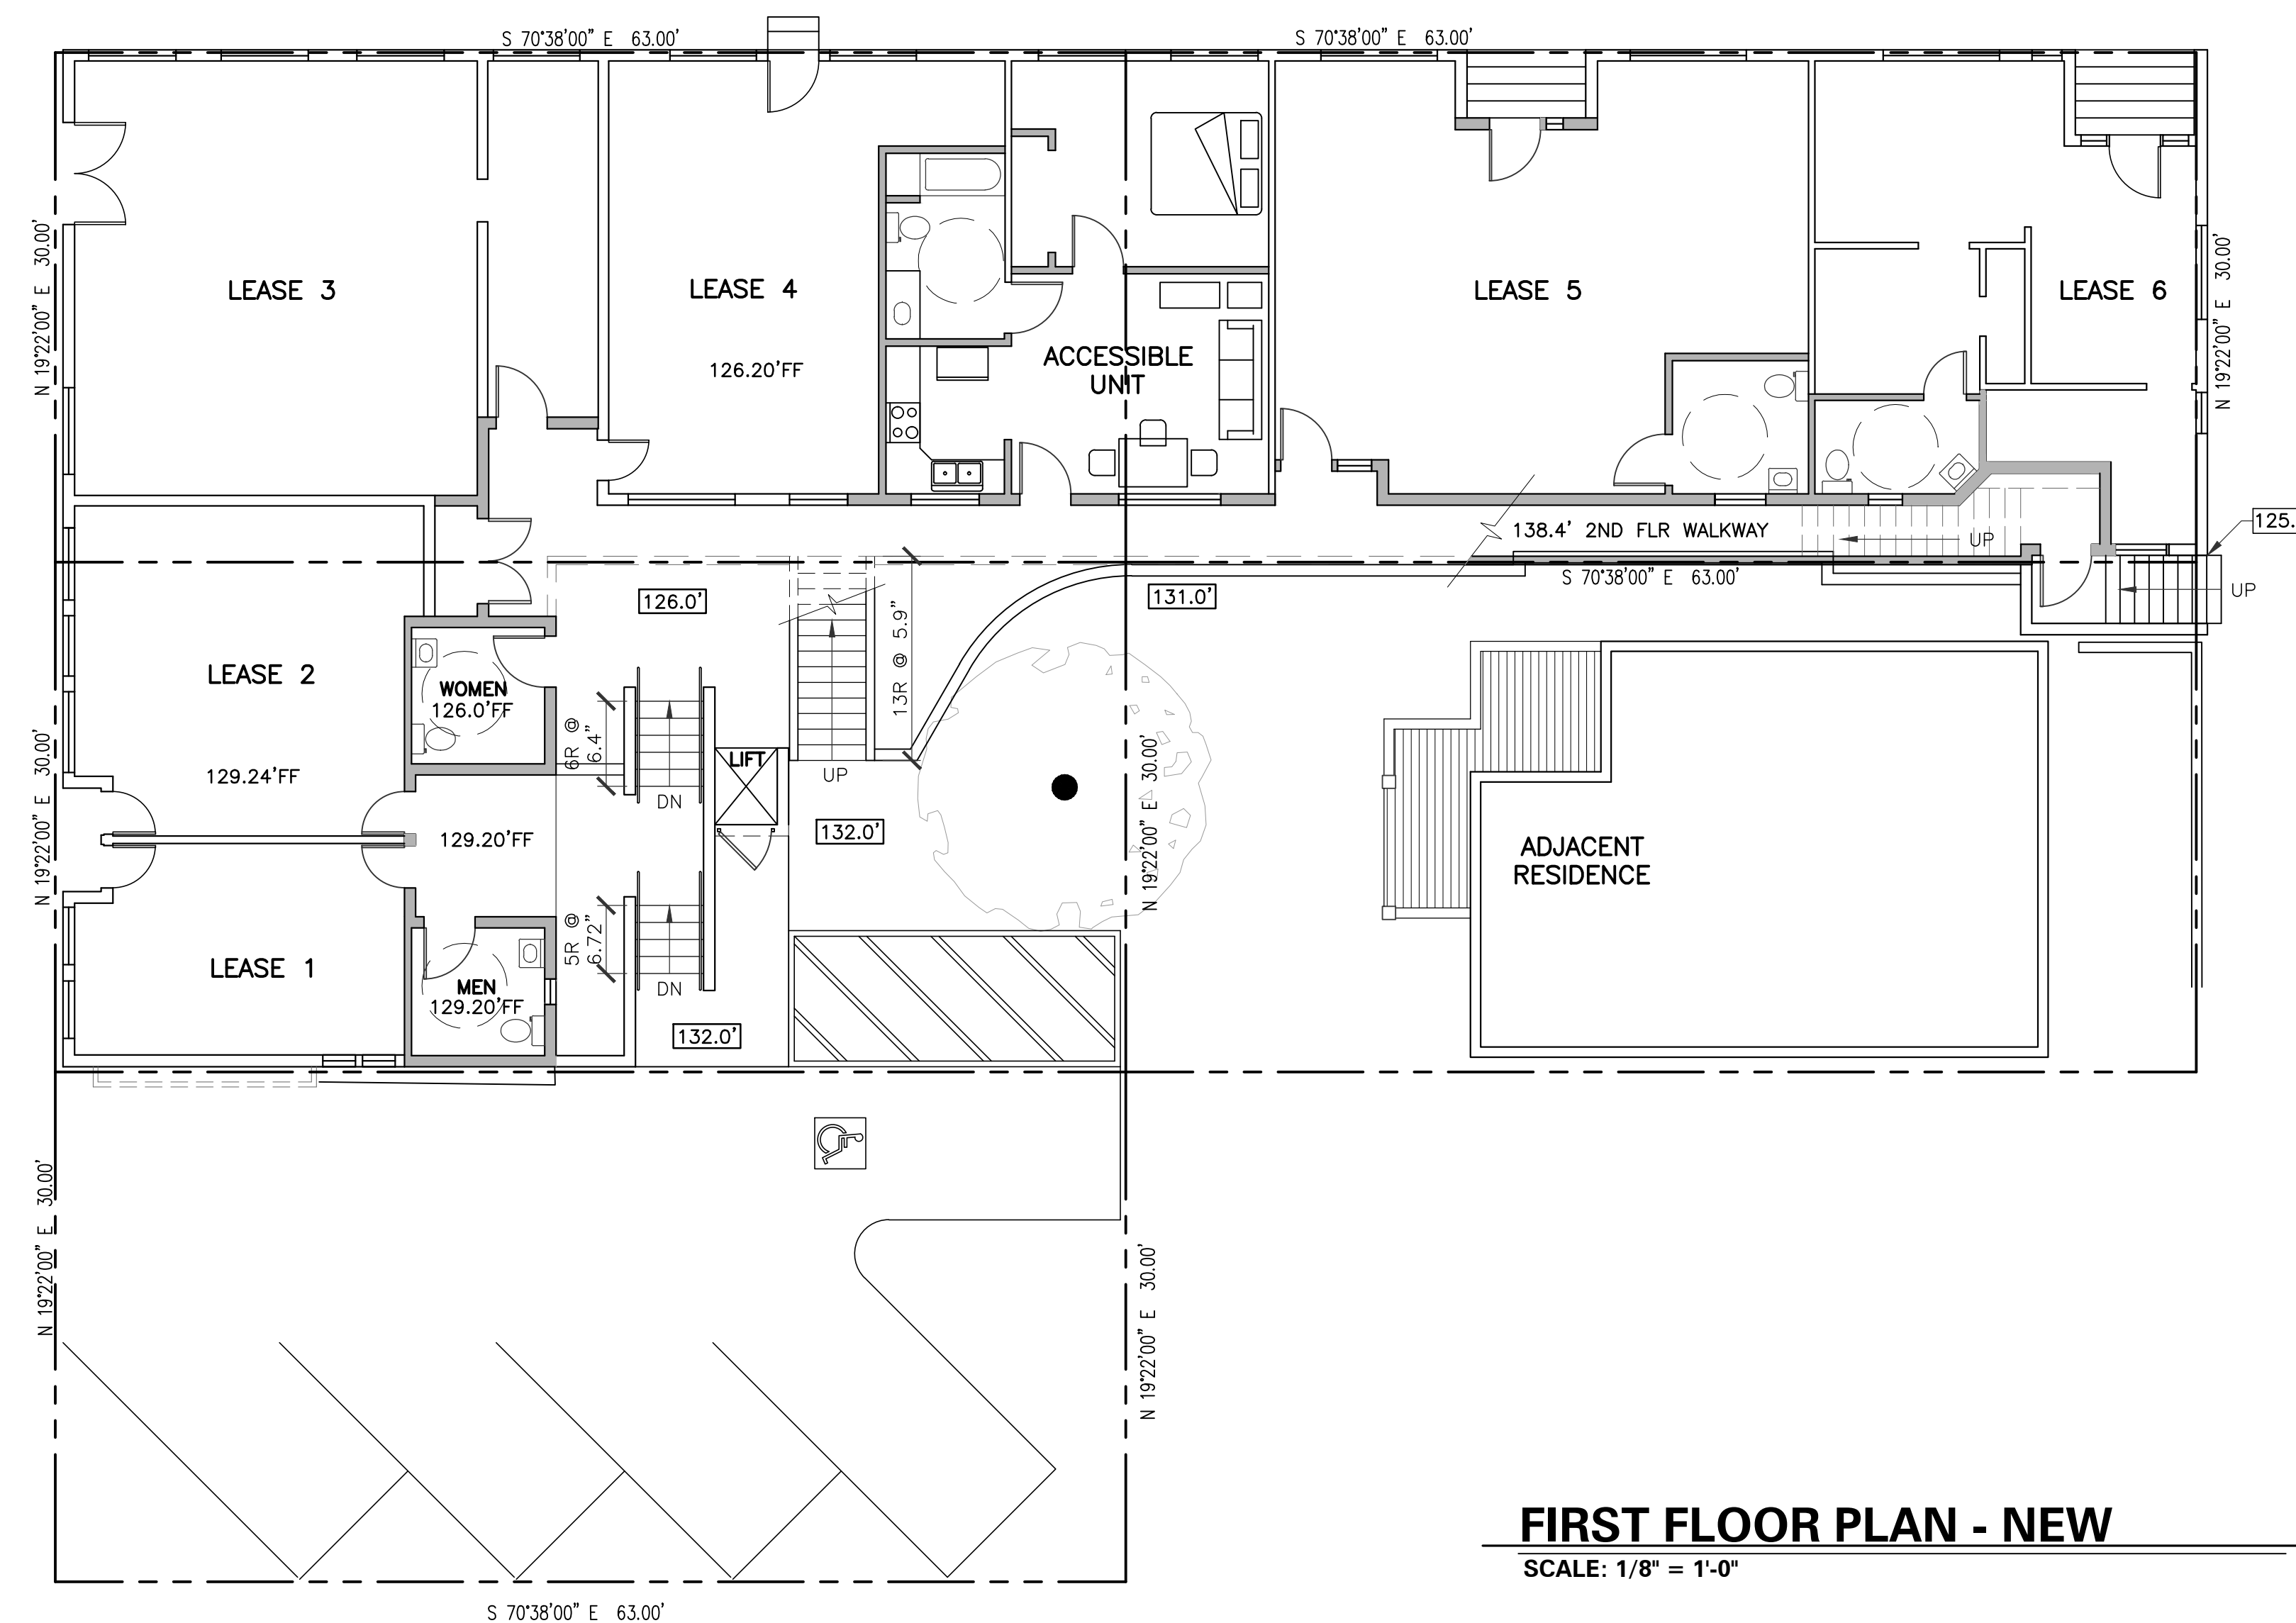 S 70°38'00" E 63.00'
S 70°38'00" E 63.00'
N 19°22'00" E 30.00'
LEASE 3
LEASE 4
126.20'FF
ACCESSIBLE
UNIT
LEASE 5
LEASE 6
N 19°22'00" E 30.00'
138.4' 2ND FLR WALKWAY
UP
125.
S 70°38'00" E 63.00'
UP
126.0'
131.0'
13R @ 5.9"
LEASE 2
WOMEN
126.0'FF
6R @
6.4"
DN
LIFT
UP
129.24'FF
N 19°22'00" E 30.00'
N 19°22'00" E 30.00'
129.20'FF
132.0'
ADJACENT
RESIDENCE
LEASE 1
MEN
129.20'FF
5R @
6.72"
DN
132.0'
N 19°22'00" E 30.00'
N 19°22'00" E 30.00'
FIRST FLOOR PLAN - NEW
SCALE: 1/8" = 1'-0"
S 70°38'00" E 63.00'